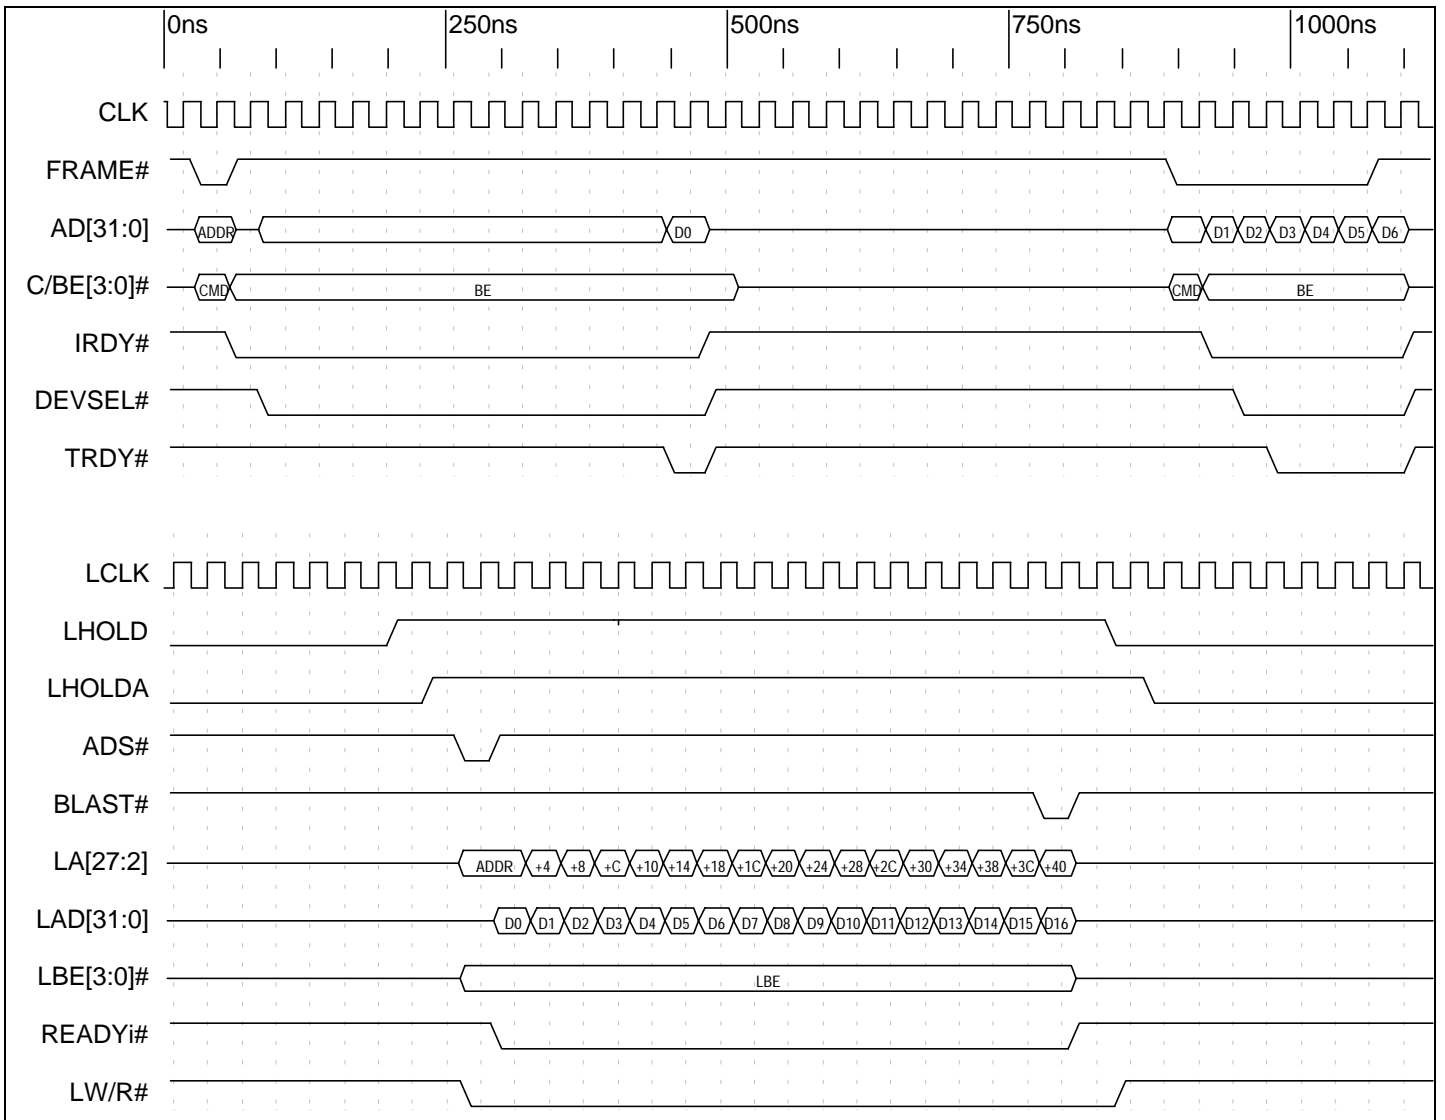 0ns 250ns 500ns 750ns 1000ns
CLK
FRAME#
AD[31:0] ADDR D0 D1 D2 D3 D4 D5 D6
C/BE[3:0]# CMD BE CMD BE
IRDY#
DEVSEL#
TRDY#
LCLK
LHOLD
LHOLDA
ADS#
BLAST#
LA[27:2] ADDR +4 +8 +C +10 +14 +18 +1C +20 +24 +28 +2C +30 +34 +38 +3C +40
LAD[31:0] D0 D1 D2 D3 D4 D5 D6 D7 D8 D9 D10 D11 D12 D13 D14 D15 D16
LBE[3:0]# LBE
READYi#
LW/R#